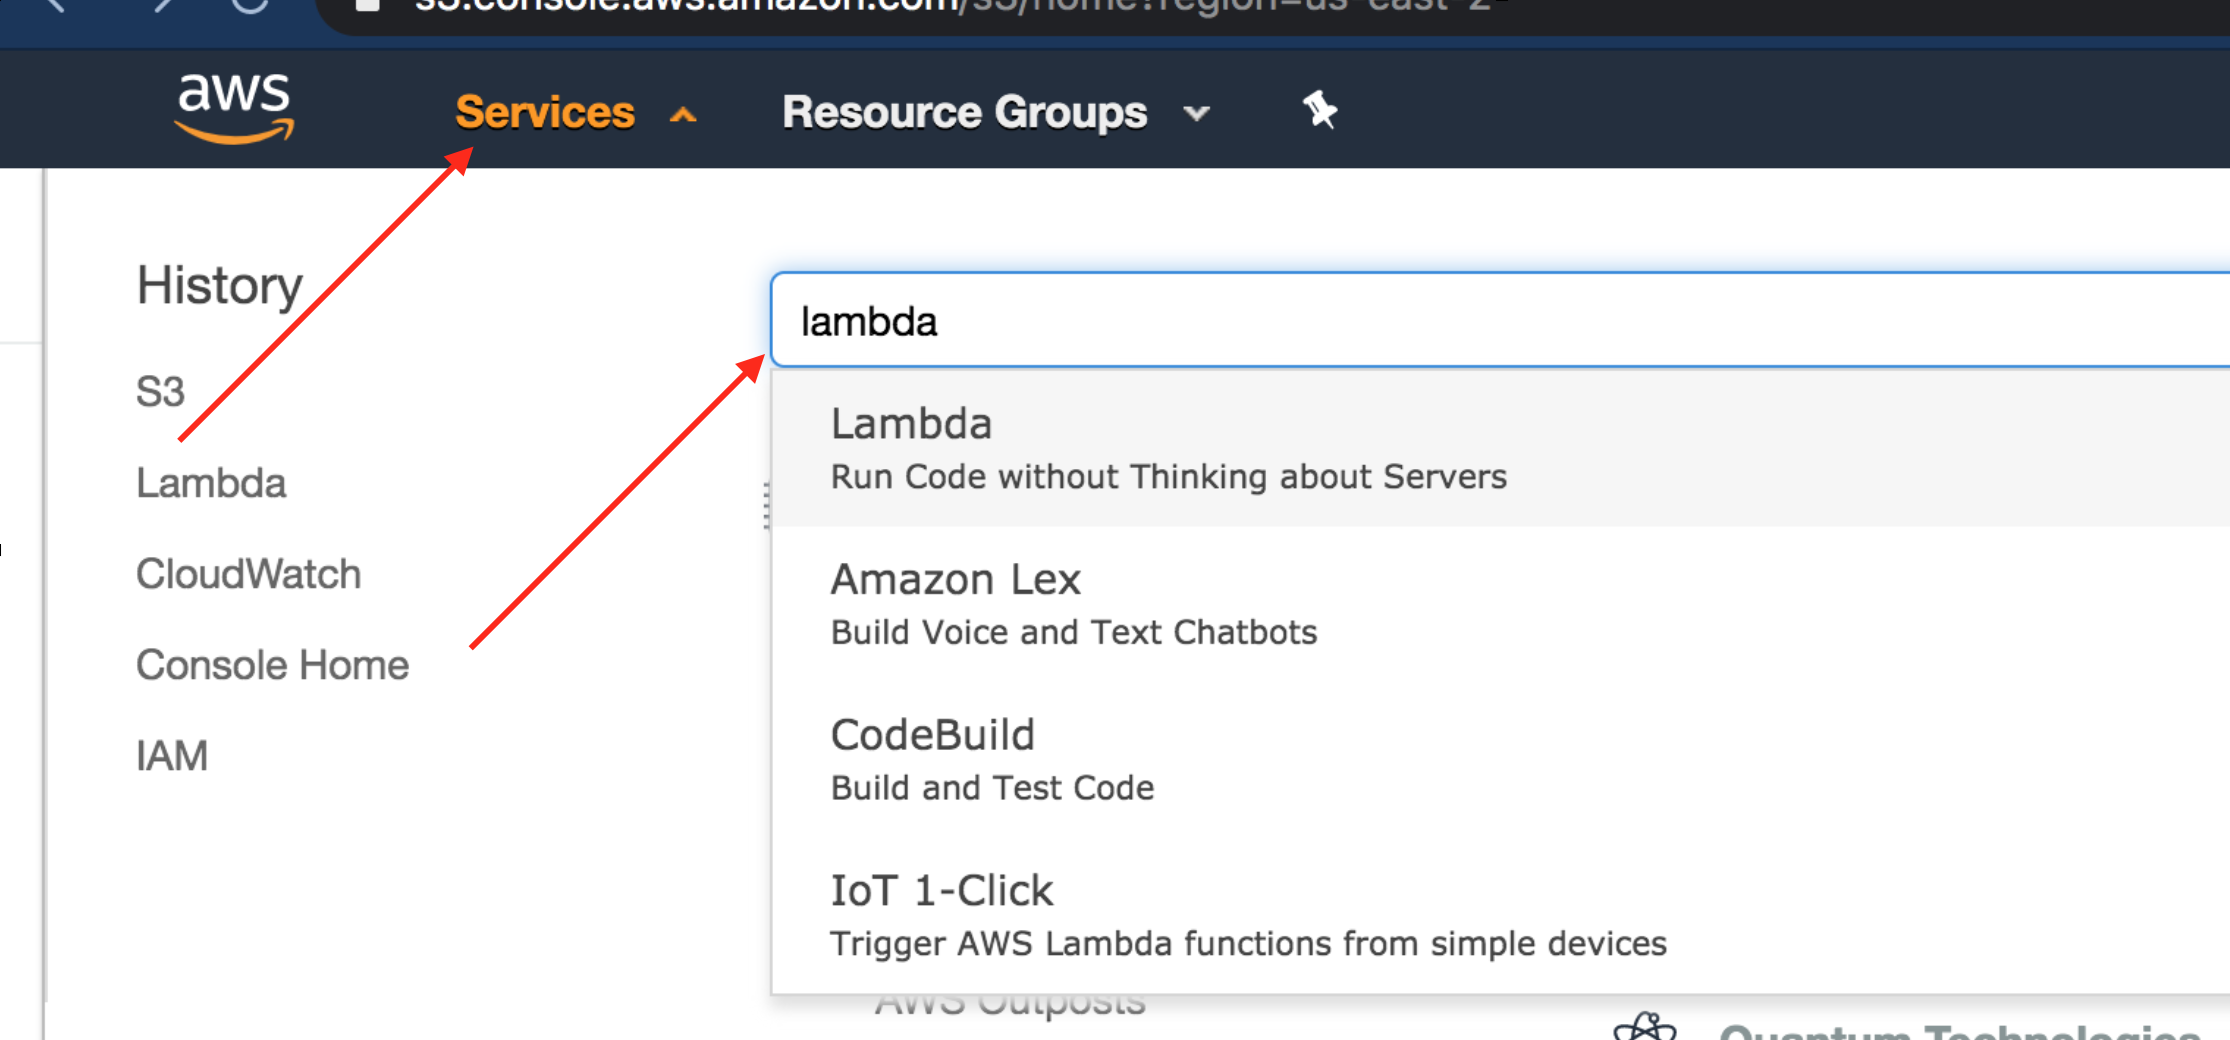 s3.console.aws.amazon.com/s3/home?region=us-east-2
aws
Services
Resource Groups
History
S3
Lambda
CloudWatch
Console Home
IAM
lambda
Lambda
Run Code without Thinking about Servers
Amazon Lex
Build Voice and Text Chatbots
CodeBuild
Build and Test Code
IoT 1-Click
Trigger AWS Lambda functions from simple devices
AWS Outposts
Quantum Technologies